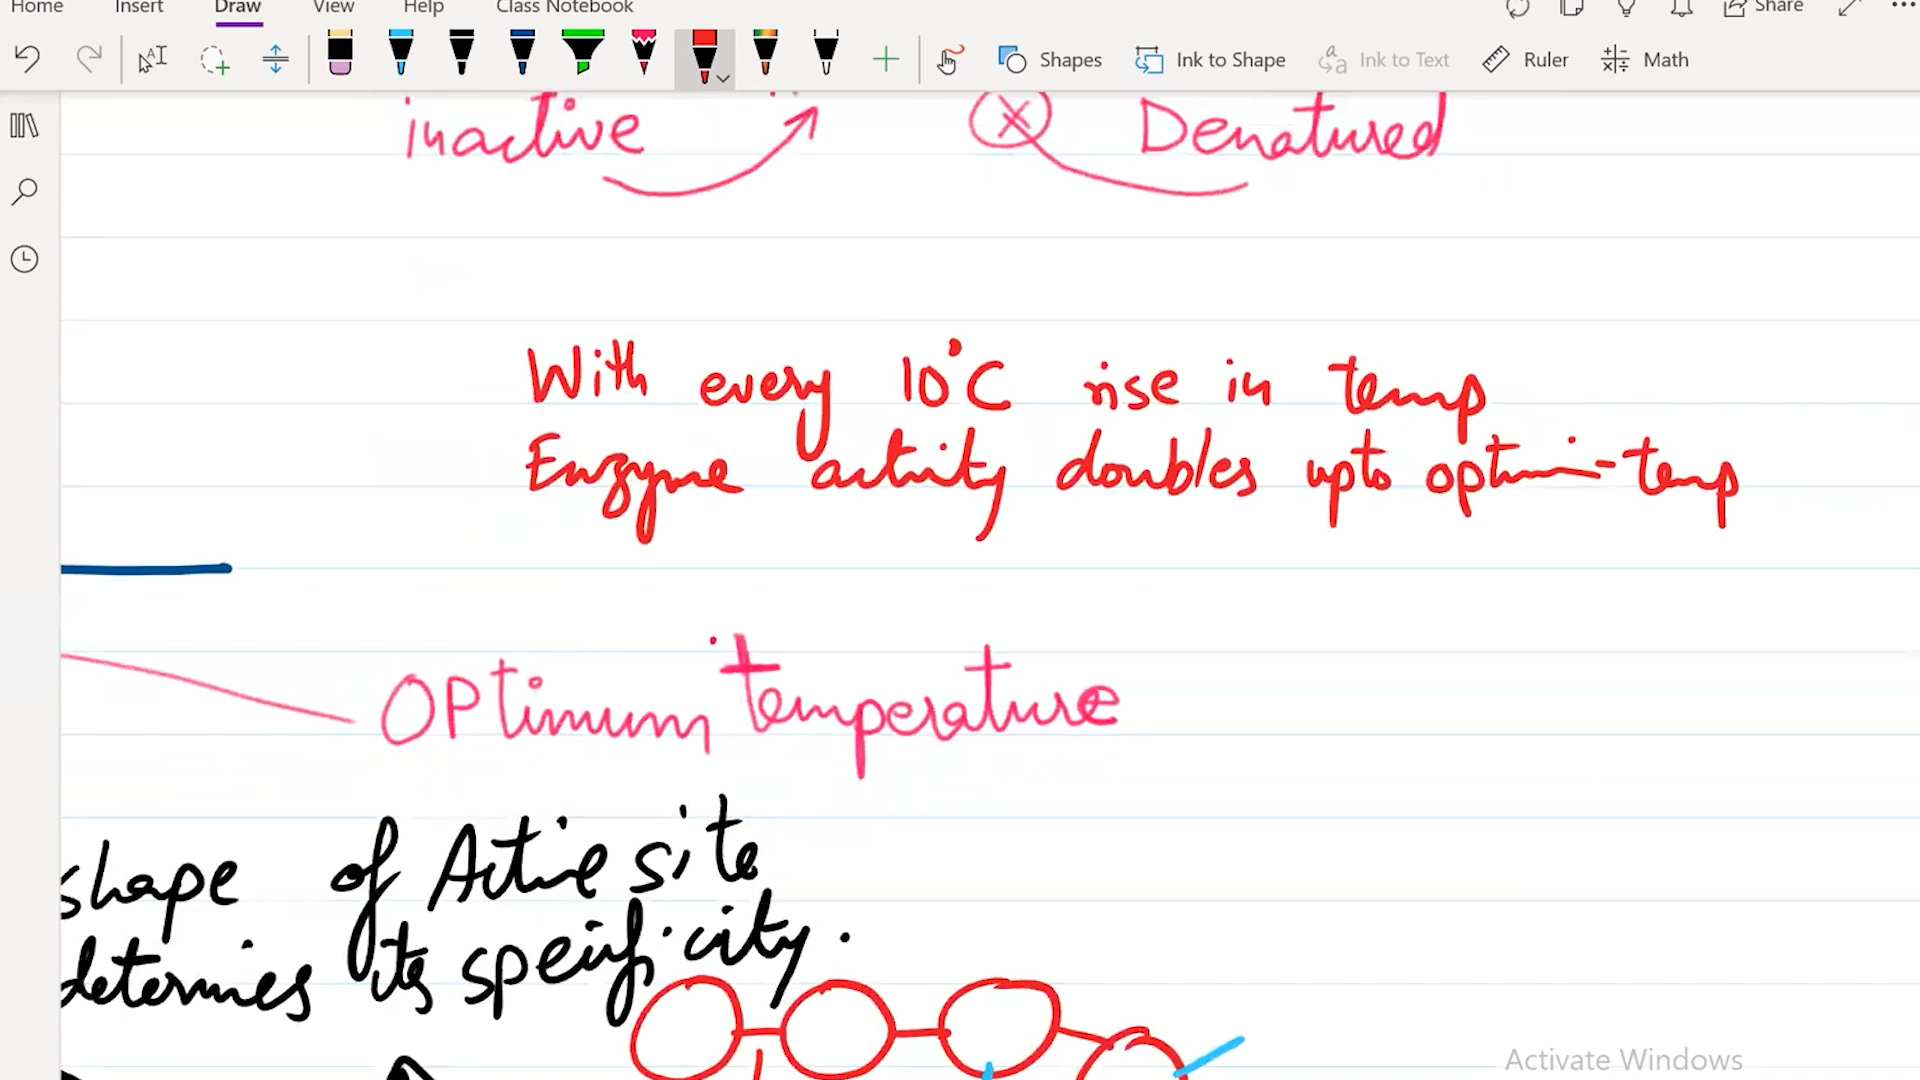 Home Insert Draw View Help Class Notebook Share
Shapes Ink to Shape Ink to Text Ruler Math
inactive Denatured
With every 10°C rise in temp
Enzyme activity doubles upto temp
OPtimum temperature
shape of Active site
determies its specificity.
Activate Windows